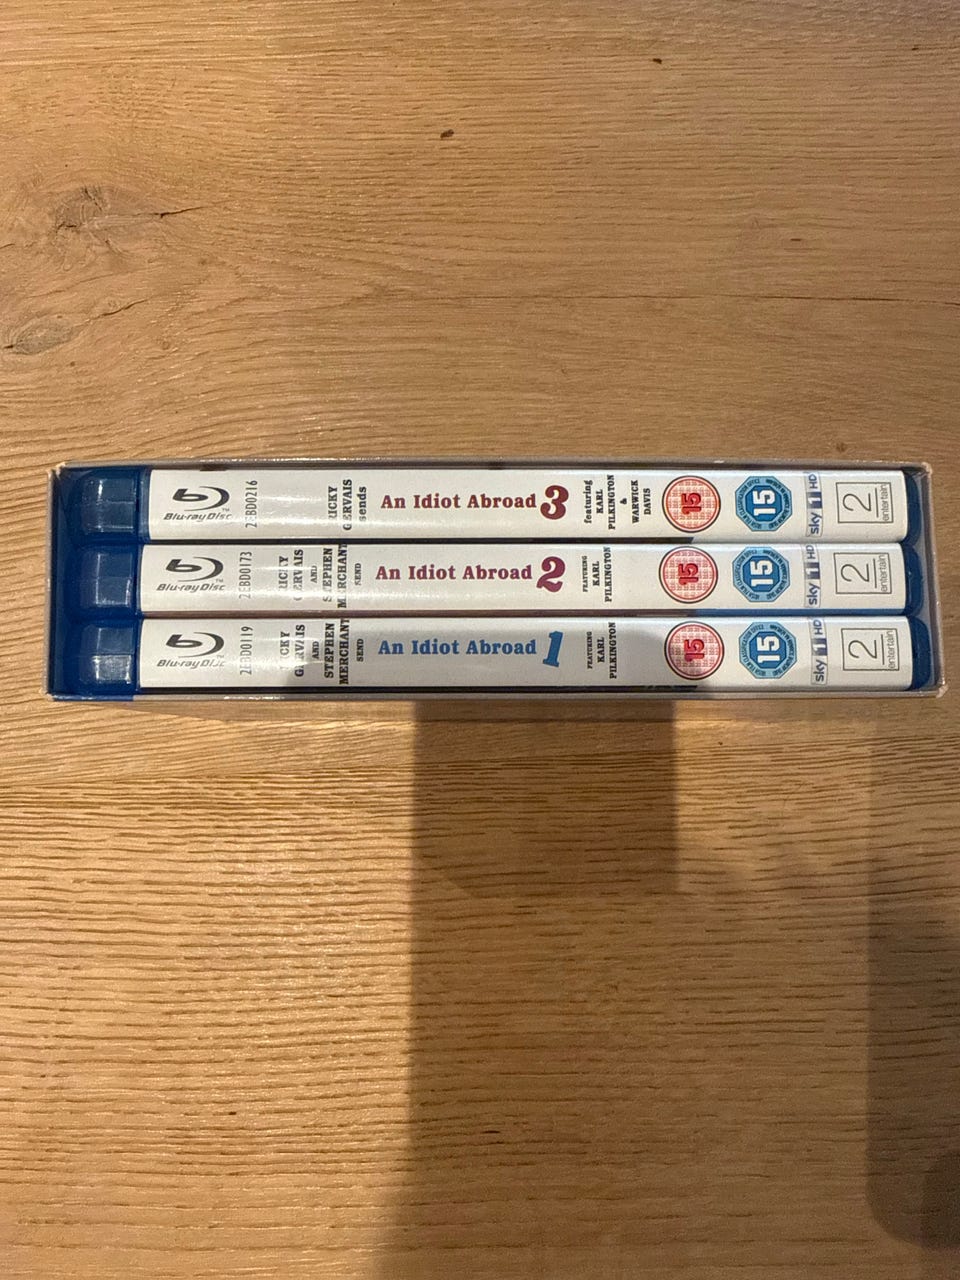 Blu-ray Disc™
2EBD0216
RICKY
GERVAIS
sends
An Idiot Abroad 3
featuring
KARL
PILKINGTON
&
WARWICK
DAVIS
15
15
sky 1 HD
2
entertain
Blu-ray Disc
2EBD0173
RICKY
GERVAIS
AND
STEPHEN
MERCHANT
SEND
An Idiot Abroad 2
FEATURING
KARL
PILKINGTON
15
15
sky 1 HD
2
entertain
Blu-ray Disc
2EBD0119
RICKY
GERVAIS
AND
STEPHEN
MERCHANT
SEND
An Idiot Abroad 1
FEATURING
KARL
PILKINGTON
15
15
sky 1 HD
2
entertain